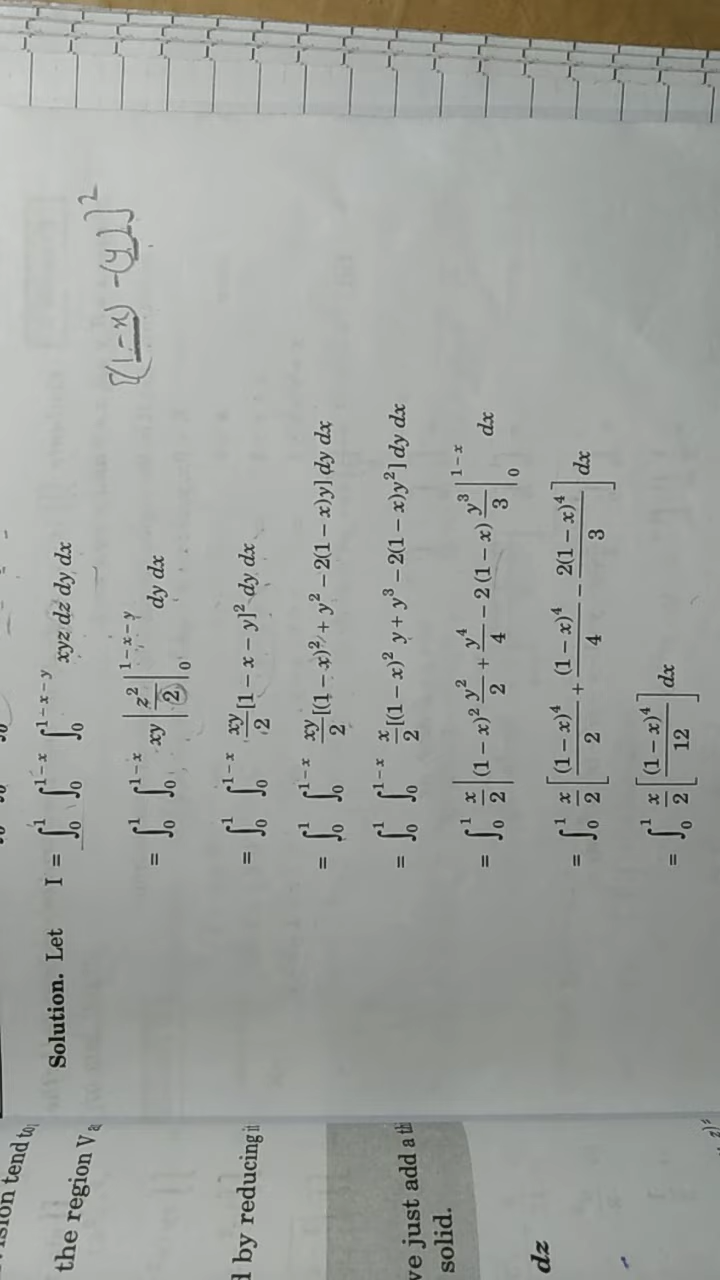 Solution. Let I = ∫₀¹ ∫₀^{1−x} ∫₀^{1−x−y} xyz dz dy dx
[(1−x) −(y)]²
= ∫₀¹ ∫₀^{1−x} xy |z²/2|₀^{1−x−y} dy dx
= ∫₀¹ ∫₀^{1−x} xy/2 [1 − x − y]² dy dx
= ∫₀¹ ∫₀^{1−x} xy/2 [(1 − x)² + y² − 2(1 − x)y] dy dx
= ∫₀¹ ∫₀^{1−x} x/2 [(1 − x)² y + y³ − 2(1 − x)y²] dy dx
= ∫₀¹ x/2 |(1 − x)² y²/2 + y⁴/4 − 2(1 − x) y³/3|₀^{1−x} dx
= ∫₀¹ x/2 [(1 − x)⁴/2 + (1 − x)⁴/4 − 2(1 − x)⁴/3] dx
= ∫₀¹ x/2 [(1 − x)⁴/12] dx
tend to
the region V
by reducing
just add a
solid.
dz